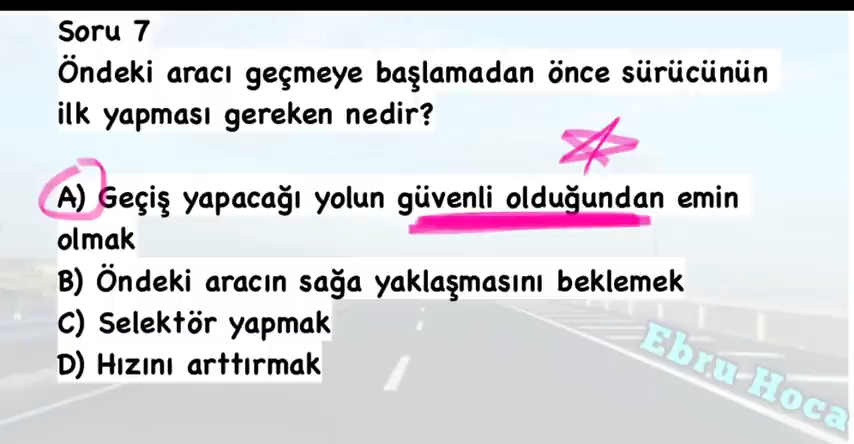 Soru 7
Öndeki aracı geçmeye başlamadan önce sürücünün
ilk yapması gereken nedir?
A) Geçiş yapacağı yolun güvenli olduğundan emin
olmak
B) Öndeki aracın sağa yaklaşmasını beklemek
C) Selektör yapmak
D) Hızını arttırmak
Ebru Hoca